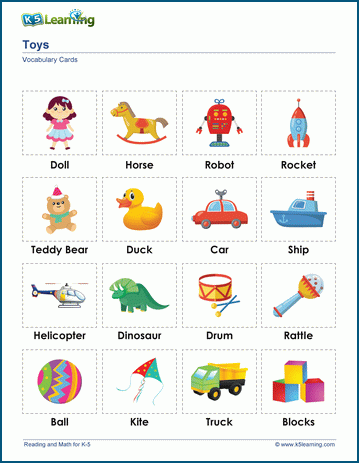 K5 Learning
Toys
Vocabulary Cards
Doll Horse Robot Rocket
Teddy Bear Duck Car Ship
Helicopter Dinosaur Drum Rattle
Ball Kite Truck Blocks
Reading and Math for K-5 © www.k5learning.com